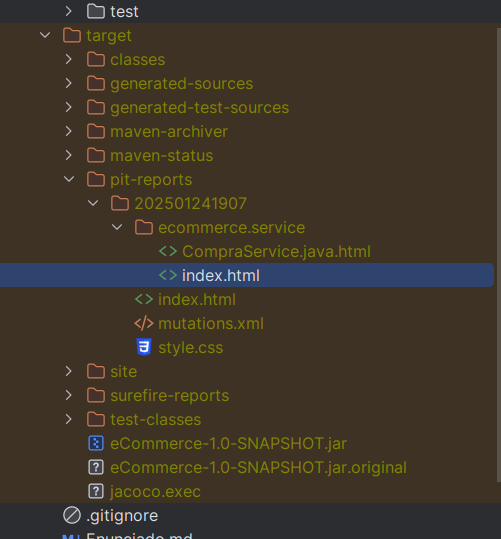 test
target
classes
generated-sources
generated-test-sources
maven-archiver
maven-status
pit-reports
202501241907
ecommerce.service
<> CompraService.java.html
<> index.html
<> index.html
</> mutations.xml
style.css
site
surefire-reports
test-classes
eCommerce-1.0-SNAPSHOT.jar
? eCommerce-1.0-SNAPSHOT.jar.original
? jacoco.exec
.gitignore
Enunciado.md